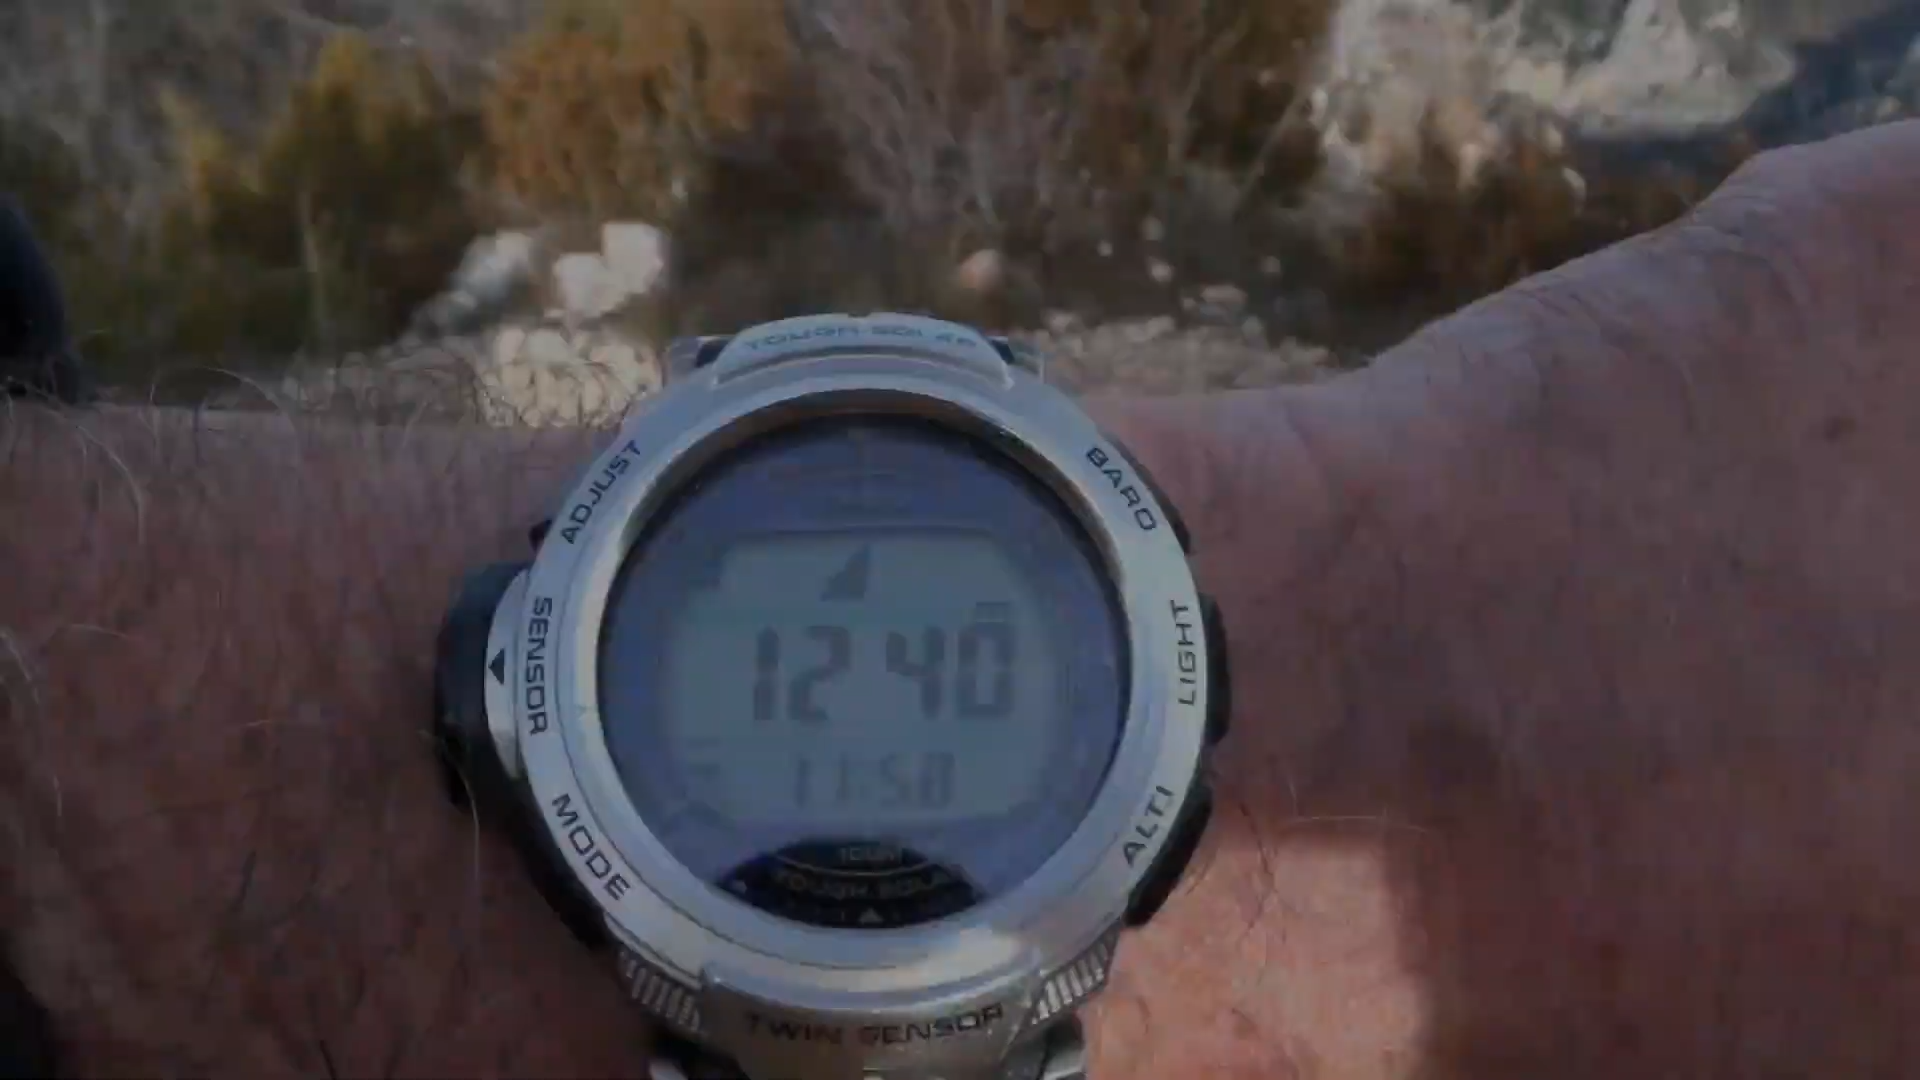 TOUGH SOLAR
ADJUST
BARO
SENSOR
LIGHT
12 40
11:50
MODE
ALTI
TOUGH SOLAR
TWIN SENSOR